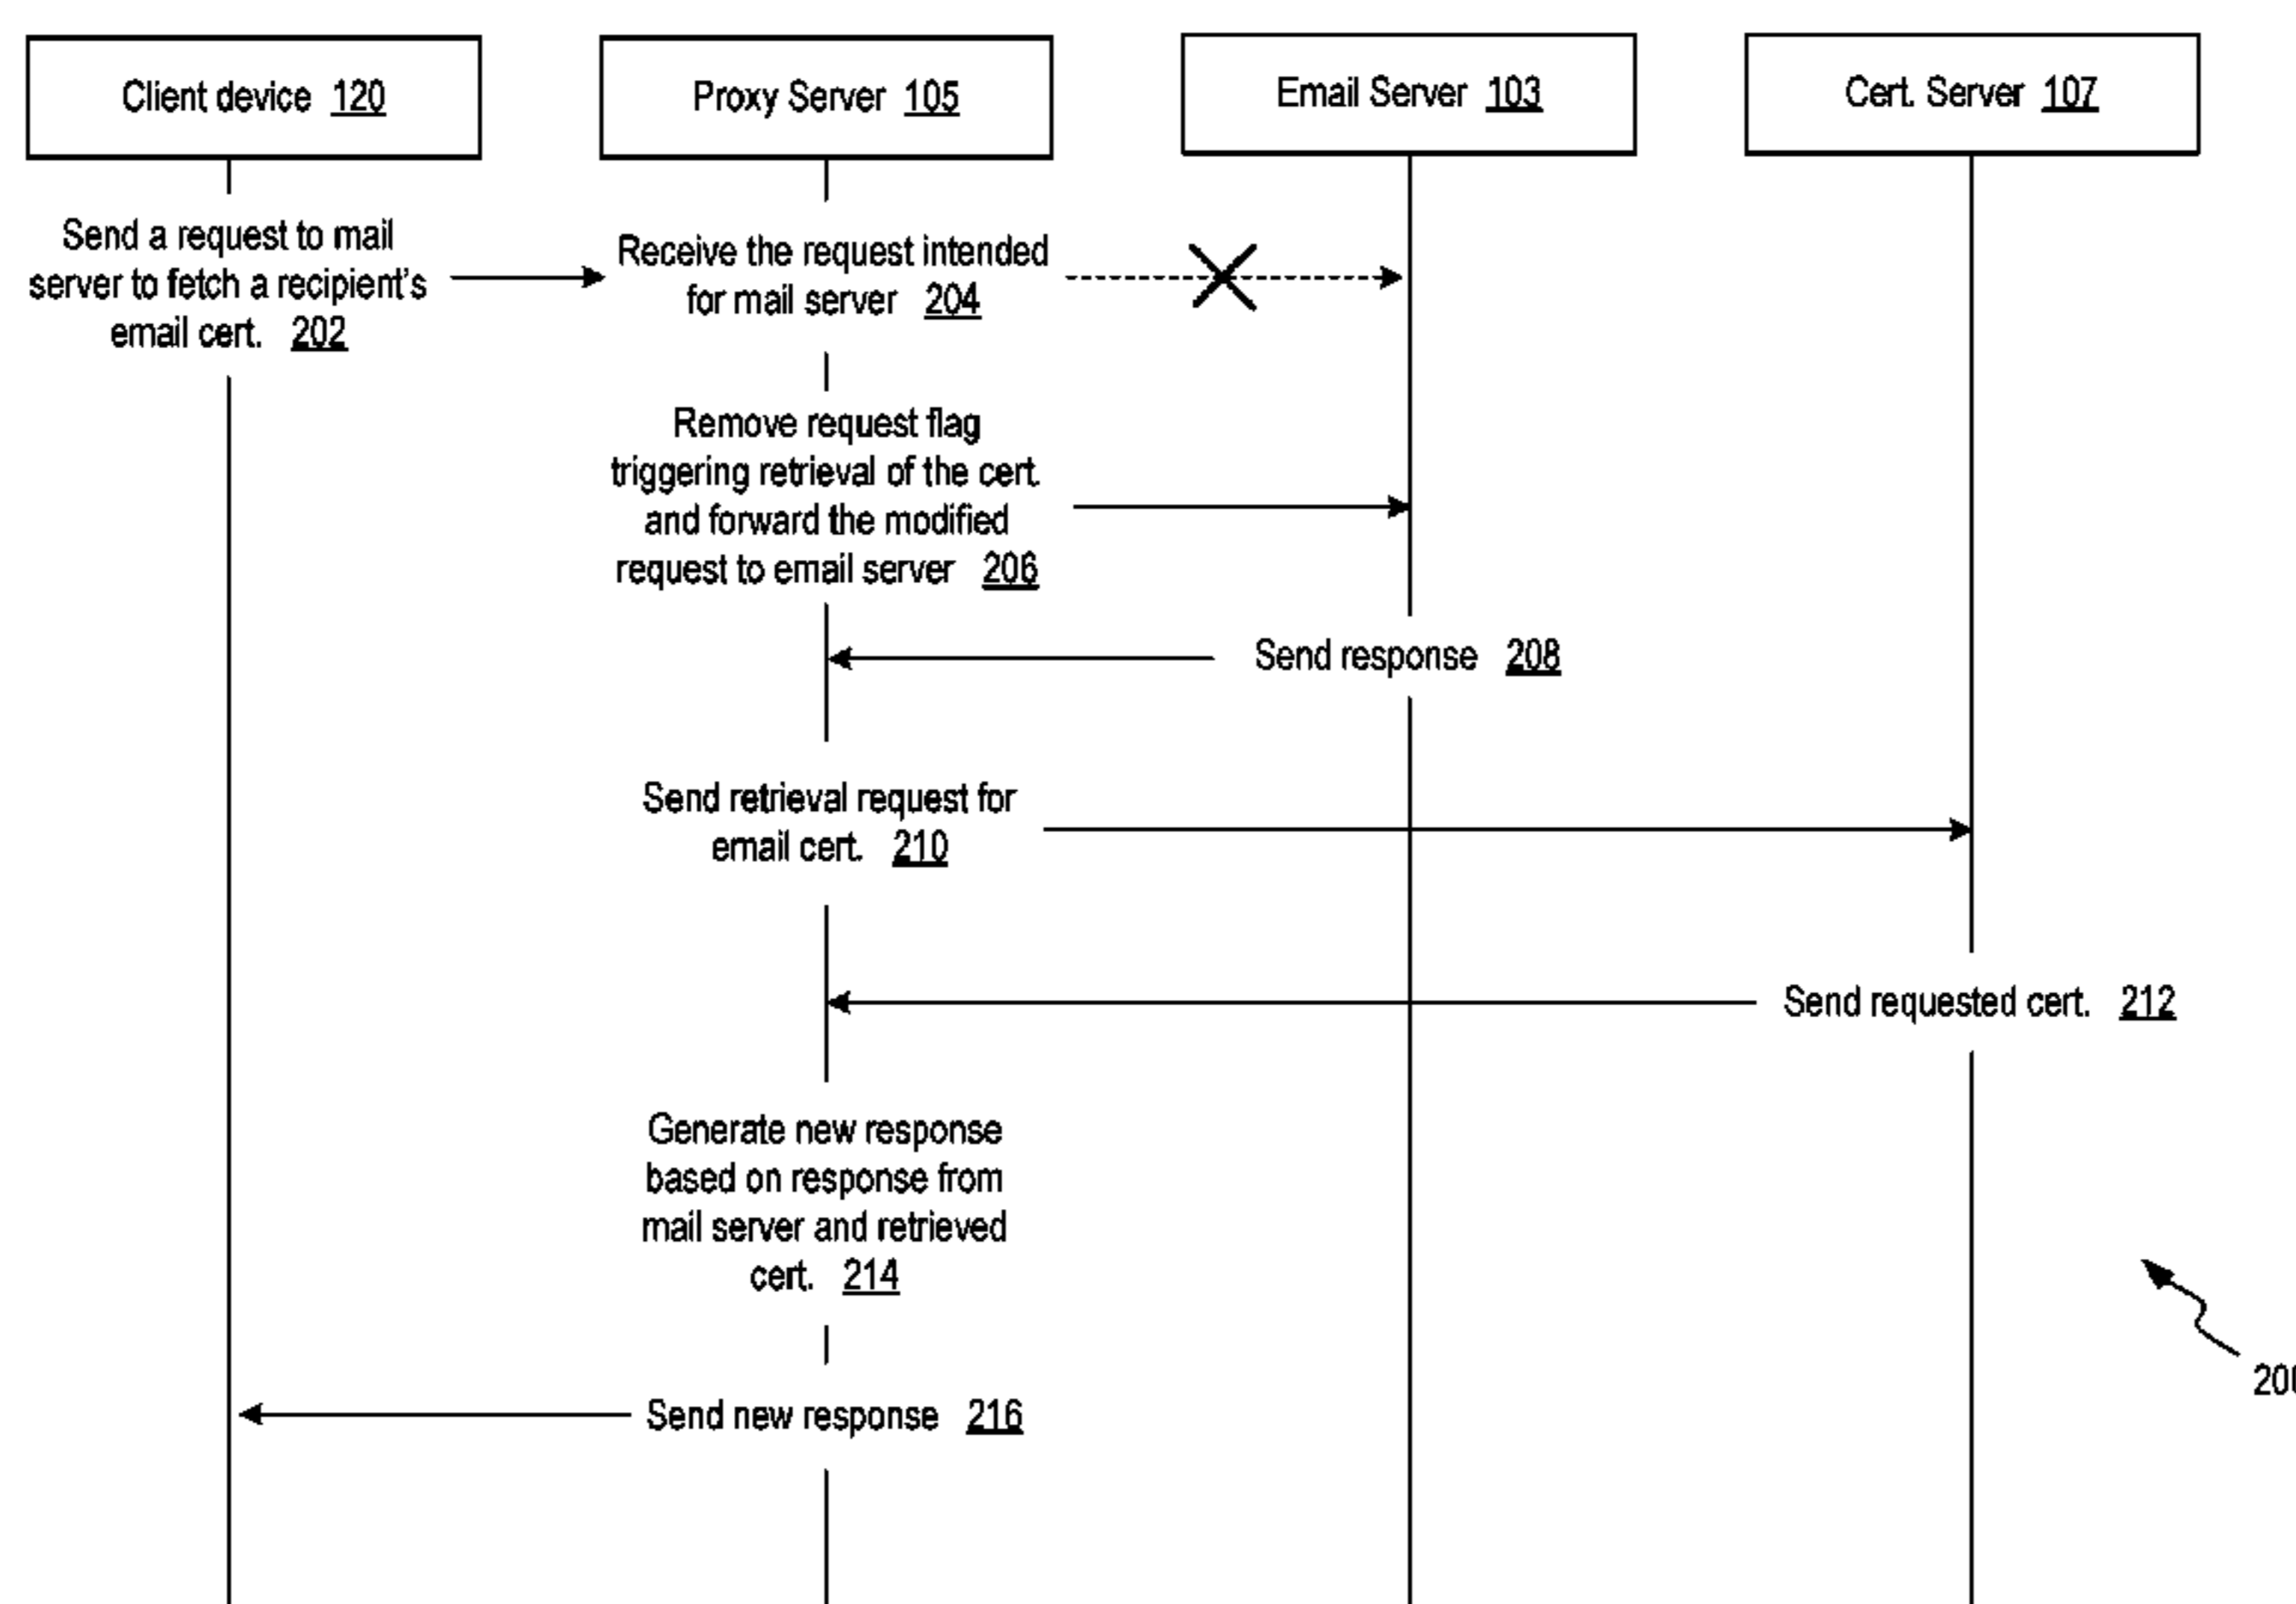 Client device 120
Proxy Server 105
Email Server 103
Cert. Server 107
Send a request to mail
server to fetch a recipient's
email cert. 202
Receive the request intended
for mail server 204
Remove request flag
triggering retrieval of the cert.
and forward the modified
request to email server 206
Send response 208
Send retrieval request for
email cert. 210
Send requested cert. 212
Generate new response
based on response from
mail server and retrieved
cert. 214
Send new response 216